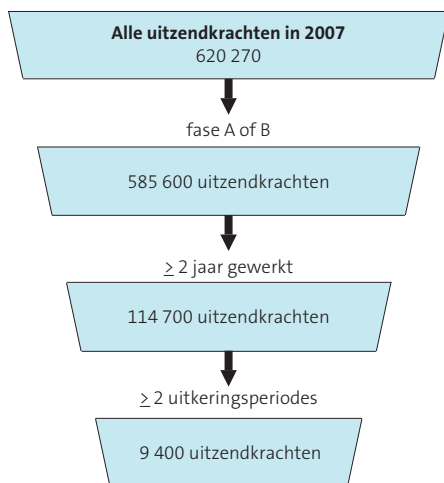 Alle uitzendkrachten in 2007
620 270
fase A of B
585 600 uitzendkrachten
≥ 2 jaar gewerkt
114 700 uitzendkrachten
≥ 2 uitkeringsperiodes
9 400 uitzendkrachten